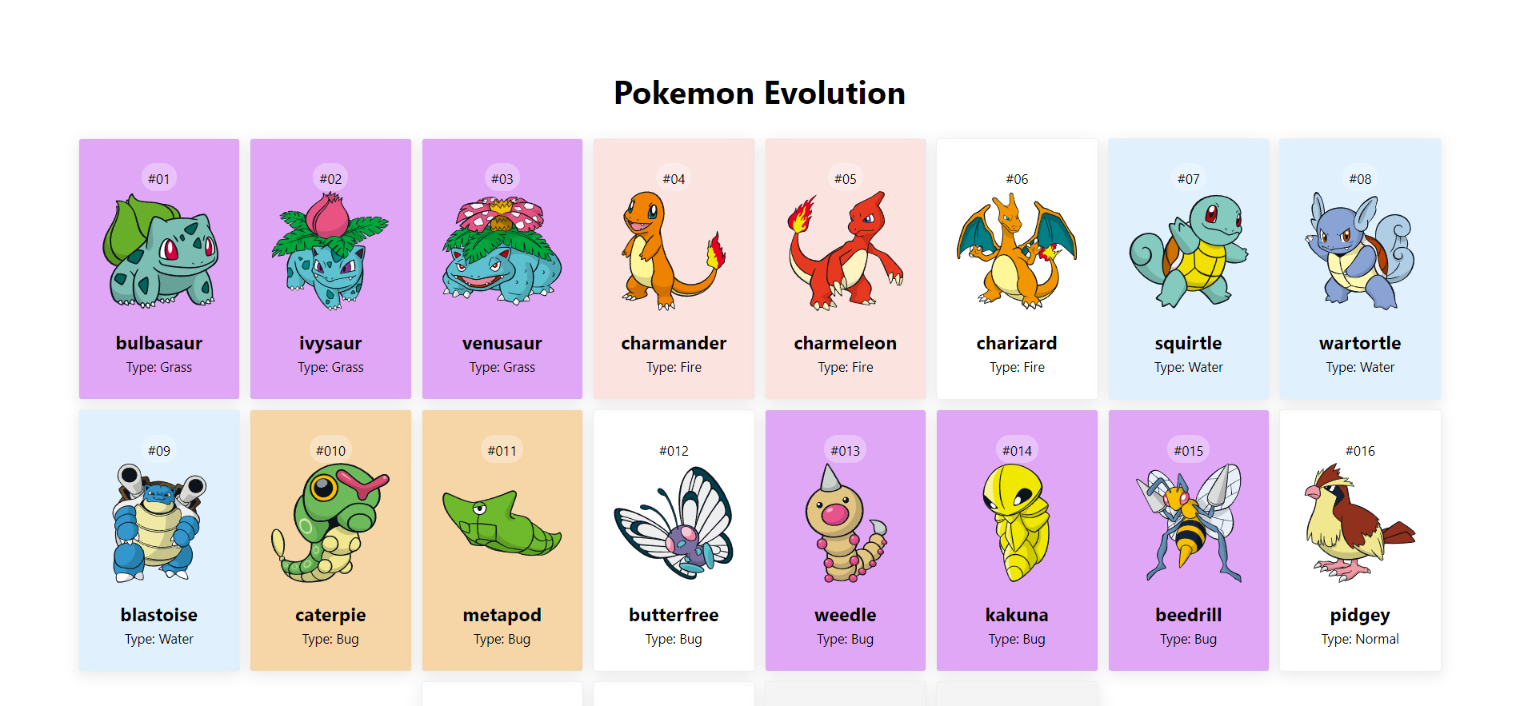 Pokemon Evolution
#01
bulbasaur
Type: Grass
#02
ivysaur
Type: Grass
#03
venusaur
Type: Grass
#04
charmander
Type: Fire
#05
charmeleon
Type: Fire
#06
charizard
Type: Fire
#07
squirtle
Type: Water
#08
wartortle
Type: Water
#09
blastoise
Type: Water
#010
caterpie
Type: Bug
#011
metapod
Type: Bug
#012
butterfree
Type: Bug
#013
weedle
Type: Bug
#014
kakuna
Type: Bug
#015
beedrill
Type: Bug
#016
pidgey
Type: Normal